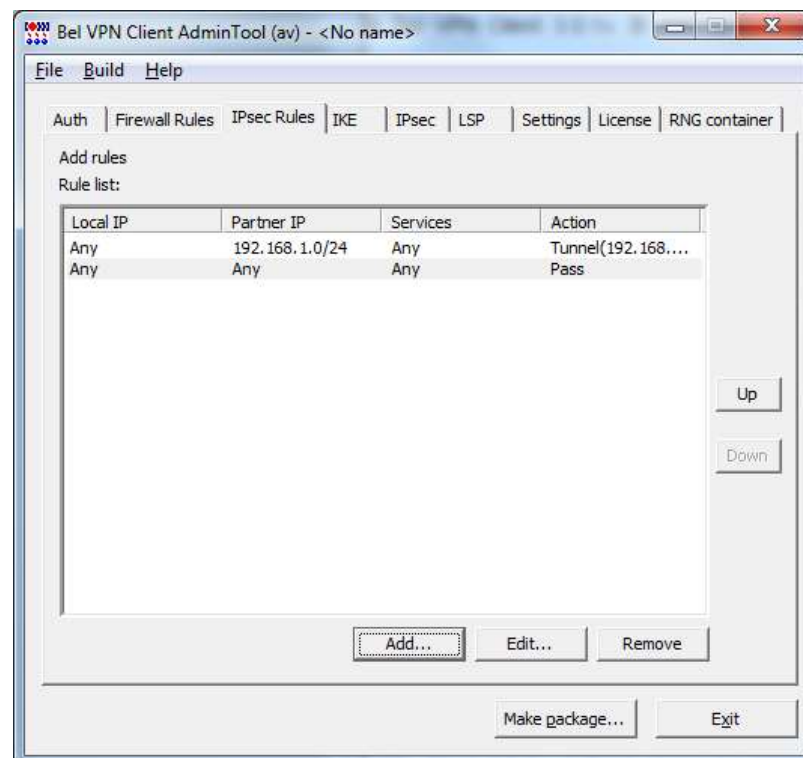 Bel VPN Client AdminTool (av) - <No name>
File Build Help
Auth Firewall Rules IPsec Rules IKE IPsec LSP Settings License RNG container
Add rules
Rule list:
Local IP Partner IP Services Action
Any 192.168.1.0/24 Any Tunnel(192.168....
Any Any Any Pass
Up
Down
Add... Edit... Remove
Make package... Exit